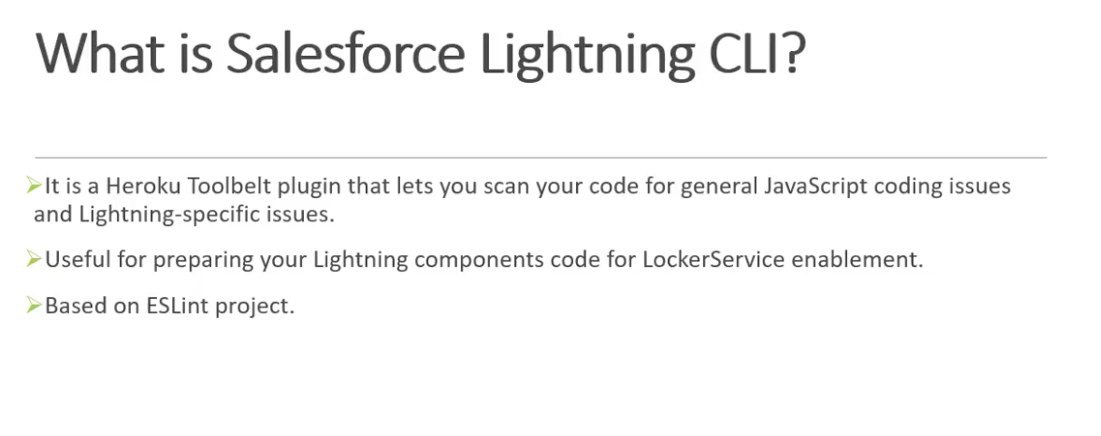 What is Salesforce Lightning CLI?
It is a Heroku Toolbelt plugin that lets you scan your code for general JavaScript coding issues
and Lightning-specific issues.
Useful for preparing your Lightning components code for LockerService enablement.
Based on ESLint project.